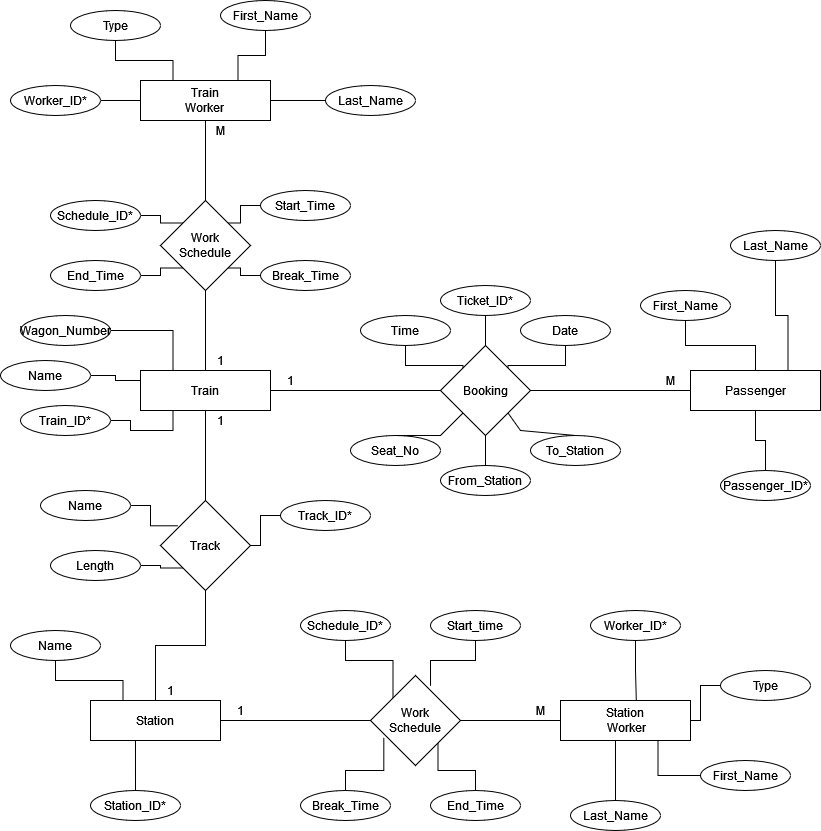 First_Name
Type
Train
Worker
Worker_ID*
Last_Name
M
Schedule_ID*
Start_Time
Work
Schedule
End_Time
Break_Time
Last_Name
Ticket_ID*
First_Name
Wagon_Number
Time
Date
1
Name
Train
1
Booking
M
Passenger
Train_ID*
1
Seat_No
To_Station
From_Station
Passenger_ID*
Name
Track_ID*
Track
Length
Schedule_ID*
Start_time
Worker_ID*
Name
Type
1
1
M
Station
Work
Schedule
Station
Worker
First_Name
Station_ID*
Break_Time
End_Time
Last_Name